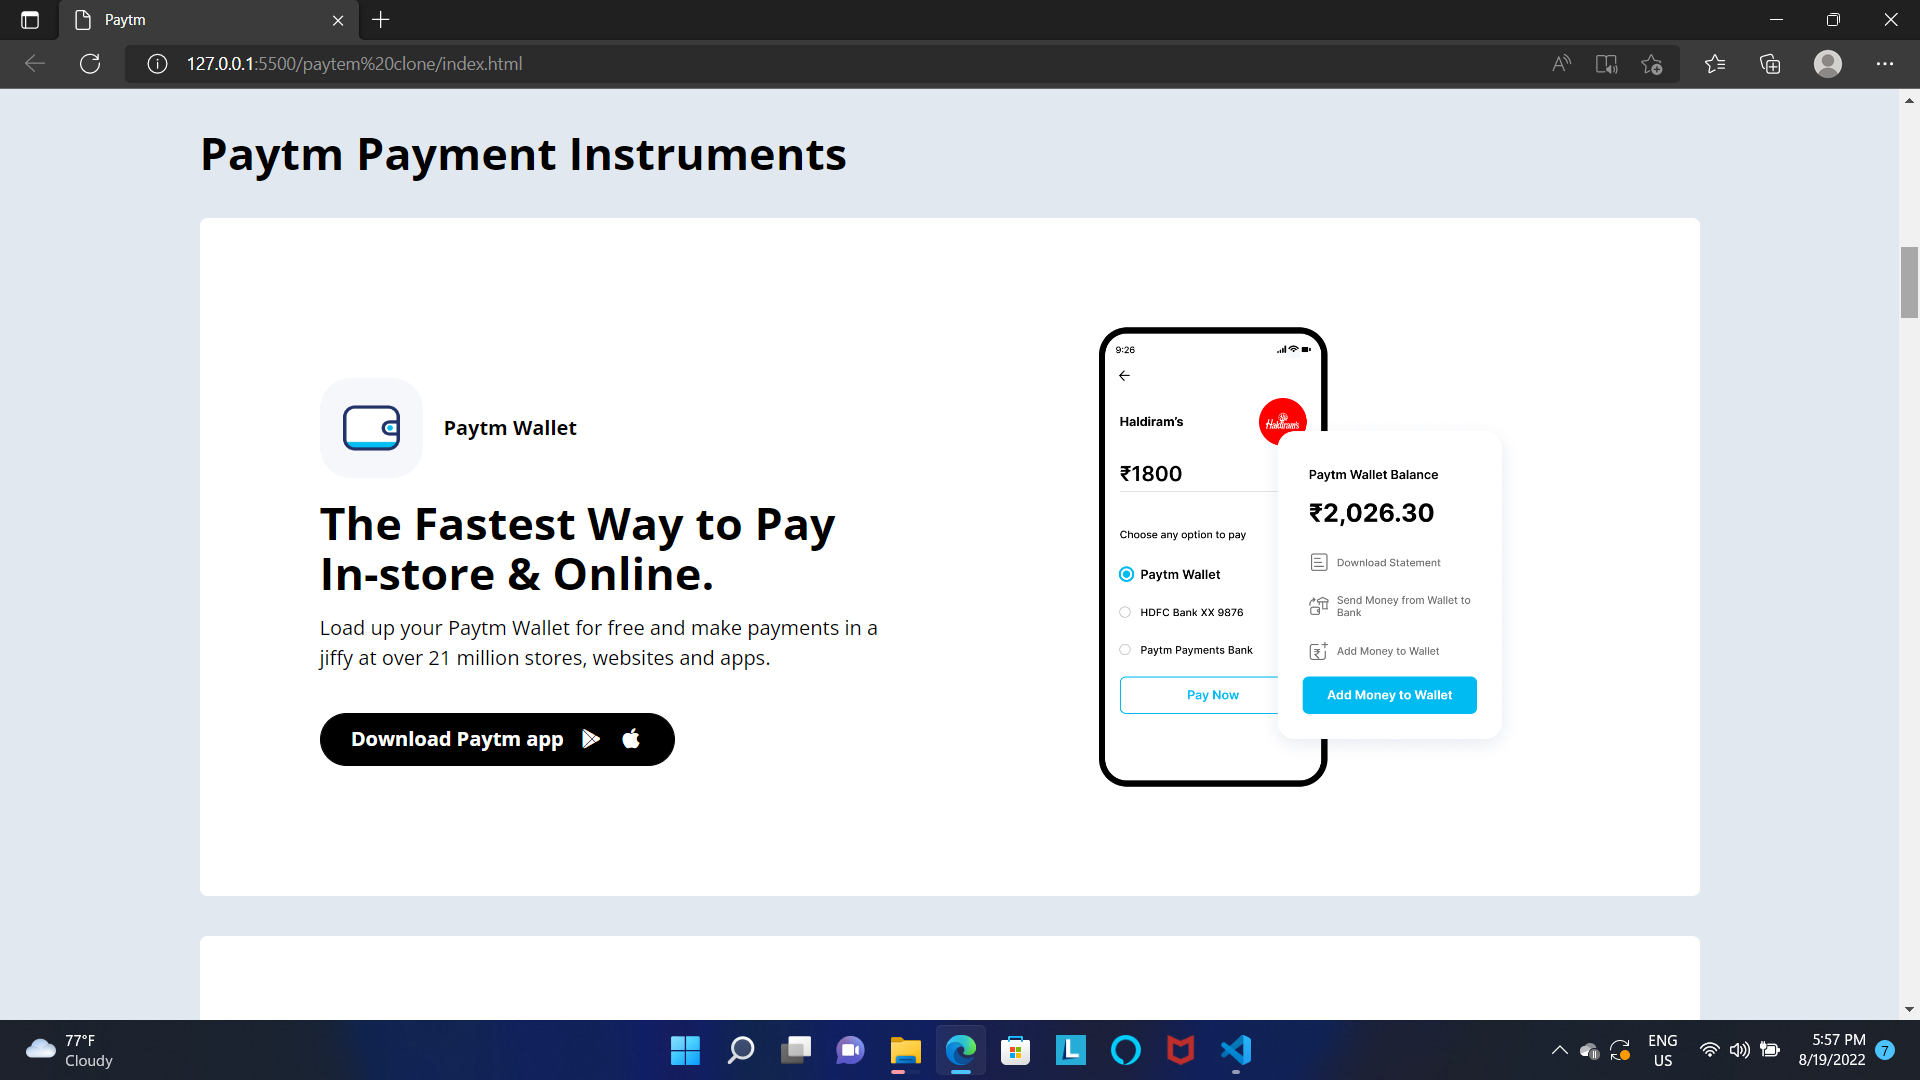 Paytm
127.0.0.1:5500/paytem%20clone/index.html
Paytm Payment Instruments
Paytm Wallet
The Fastest Way to Pay
In-store & Online.
Load up your Paytm Wallet for free and make payments in a
jiffy at over 21 million stores, websites and apps.
Download Paytm app
9:26
Haldiram's
Haldiram's
₹1800
Choose any option to pay
Paytm Wallet
HDFC Bank XX 9876
Paytm Payments Bank
Pay Now
Paytm Wallet Balance
₹2,026.30
Download Statement
Send Money from Wallet to
Bank
Add Money to Wallet
Add Money to Wallet
77°F
Cloudy
L
ENG
US
5:57 PM
8/19/2022
7